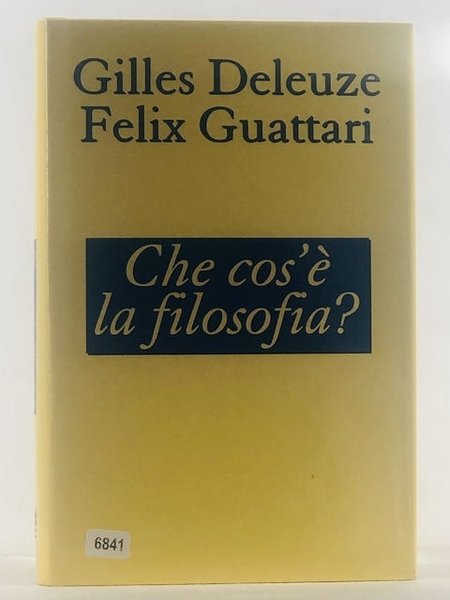 Gilles Deleuze
Felix Guattari
Che cos'è
la filosofia?
6841